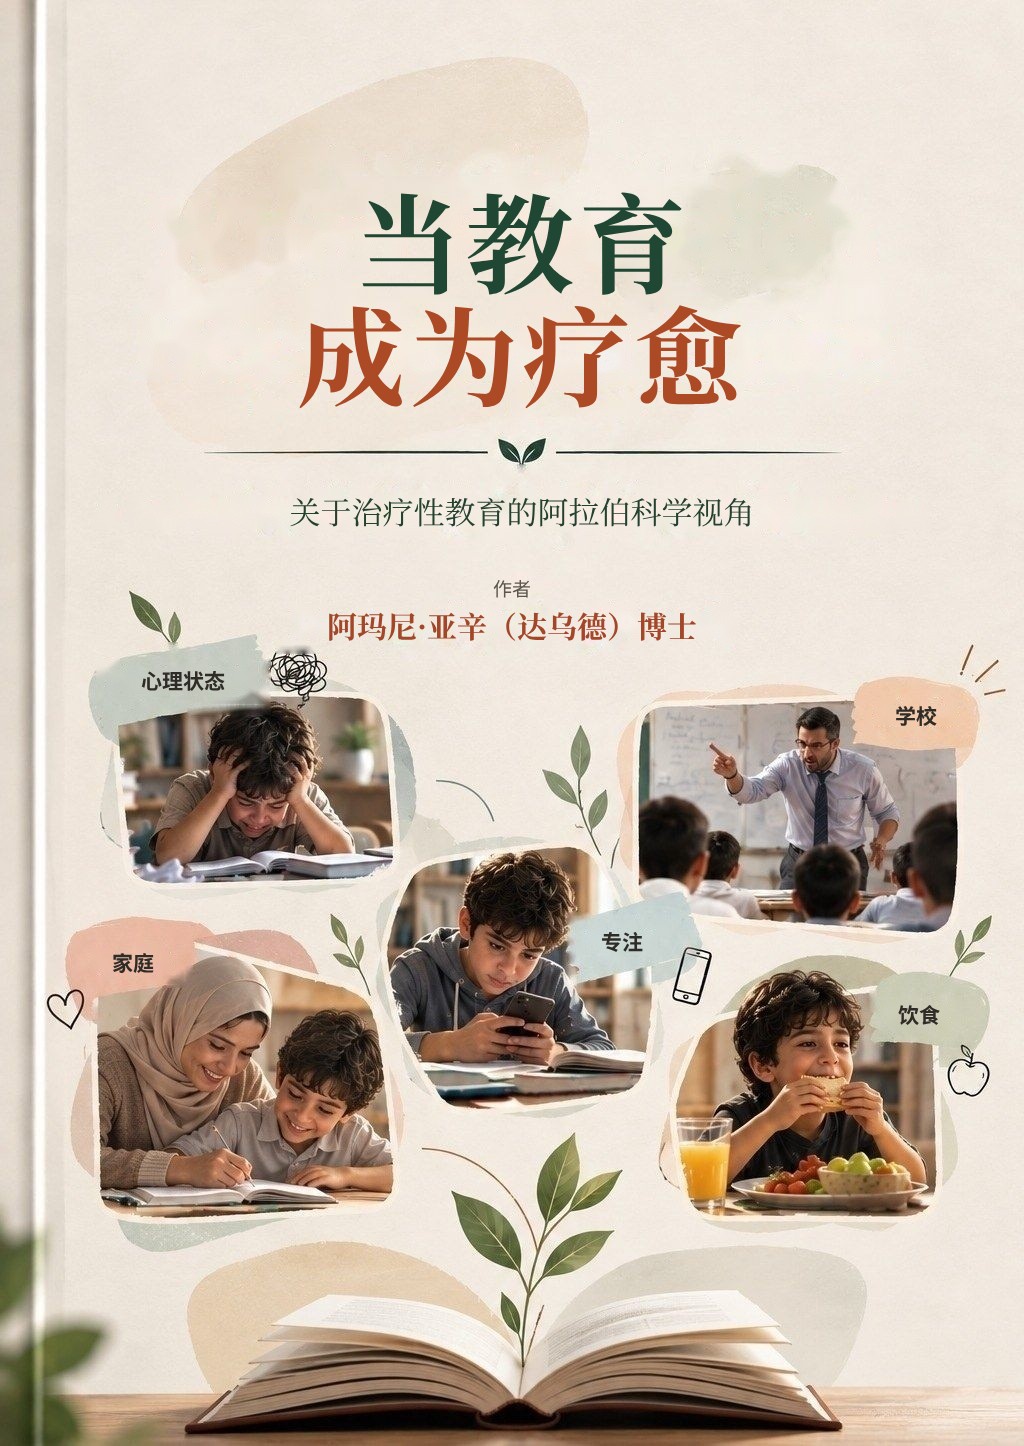 当教育
成为疗愈
关于治疗性教育的阿拉伯科学视角
作者
阿玛尼·亚辛（达乌德）博士
心理状态
学校
专注
家庭
饮食